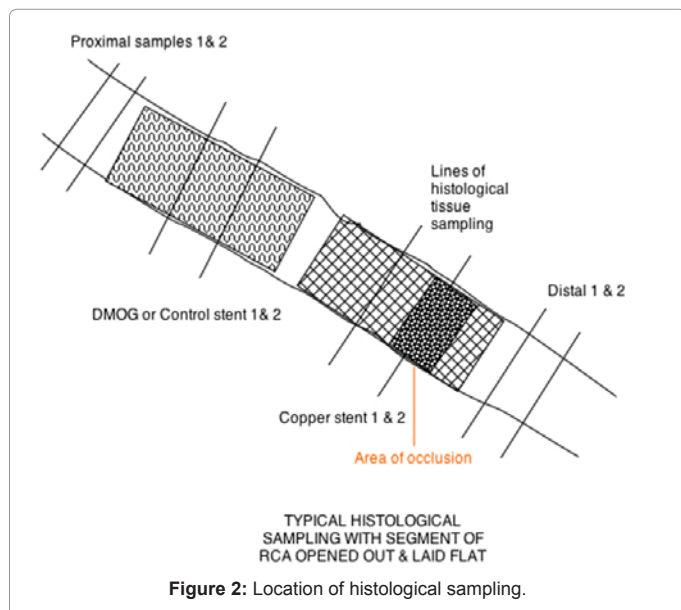 Proximal samples 1& 2
Lines of
histological
tissue
sampling
Distal 1 & 2
DMOG or Control stent 1& 2
Copper stent 1 & 2
Area of occlusion
TYPICAL HISTOLOGICAL
SAMPLING WITH SEGMENT OF
RCA OPENED OUT & LAID FLAT
Figure 2: Location of histological sampling.